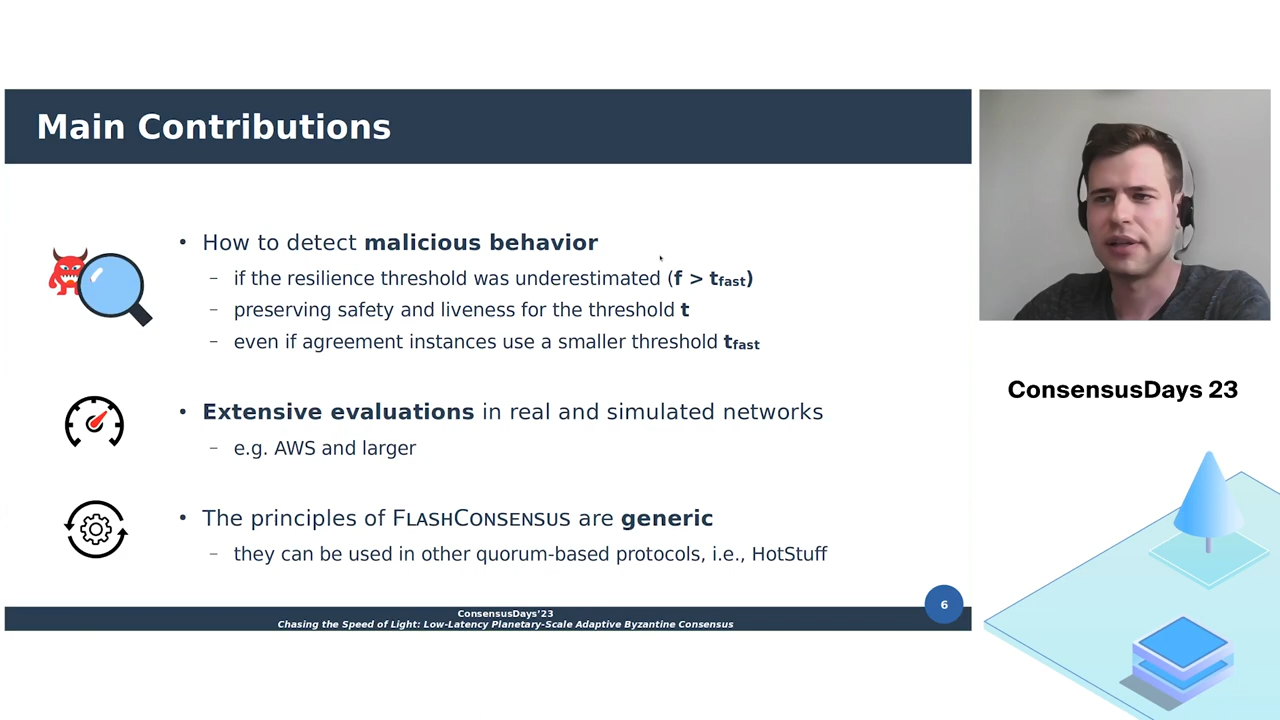 Main Contributions
• How to detect malicious behavior
– if the resilience threshold was underestimated (f > tfast)
– preserving safety and liveness for the threshold t
– even if agreement instances use a smaller threshold tfast
• Extensive evaluations in real and simulated networks
– e.g. AWS and larger
• The principles of FLASHCONSENSUS are generic
– they can be used in other quorum-based protocols, i.e., HotStuff
ConsensusDays'23
Chasing the Speed of Light: Low-Latency Planetary-Scale Adaptive Byzantine Consensus
6
ConsensusDays 23